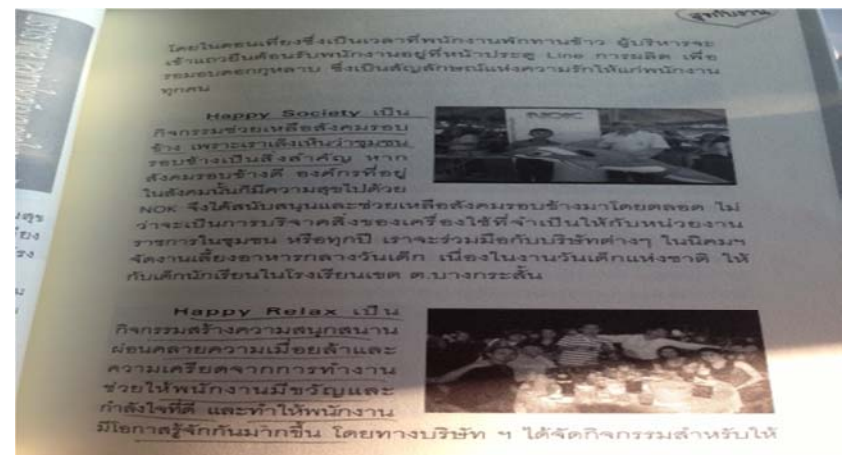 สุขกับงาน
โดยในตอนเที่ยงซึ่งเป็นเวลาที่พนักงานพักทานข้าว ผู้บริหารจะ
เข้าแถวยืนต้อนรับพนักงานอยู่ที่หน้าประตู Line การผลิต เพื่อ
รอมอบดอกกุหลาบ ซึ่งเป็นสัญลักษณ์แห่งความรักให้แก่พนักงาน
ทุกคน
Happy Society เป็น
กิจกรรมช่วยเหลือสังคมรอบ
ข้าง เพราะเราเล็งเห็นว่าชุมชน
รอบข้างเป็นสิ่งสำคัญ หาก
สังคมรอบข้างดี องค์กรที่อยู่
ในสังคมนั้นก็มีความสุขไปด้วย
NOK จึงได้สนับสนุนและช่วยเหลือสังคมรอบข้างมาโดยตลอด ไม่
ว่าจะเป็นการบริจาคสิ่งของเครื่องใช้ที่จำเป็นให้กับหน่วยงาน
ราชการในชุมชน หรือทุกปี เราจะร่วมมือกับบริษัทต่างๆ ในนิคมฯ
จัดงานเลี้ยงอาหารกลางวันเด็ก เนื่องในงานวันเด็กแห่งชาติ ให้
กับเด็กนักเรียนในโรงเรียนเขต ต.บางกระสั้น
Happy Relax เป็น
กิจกรรมสร้างความสนุกสนาน
ผ่อนคลายความเมื่อยล้าและ
ความเครียดจากการทำงาน
ช่วยให้พนักงานมีขวัญและ
กำลังใจที่ดี และทำให้พนักงาน
มีโอกาสรู้จักกันมากขึ้น โดยทางบริษัท ฯ ได้จัดกิจกรรมสำหรับให้